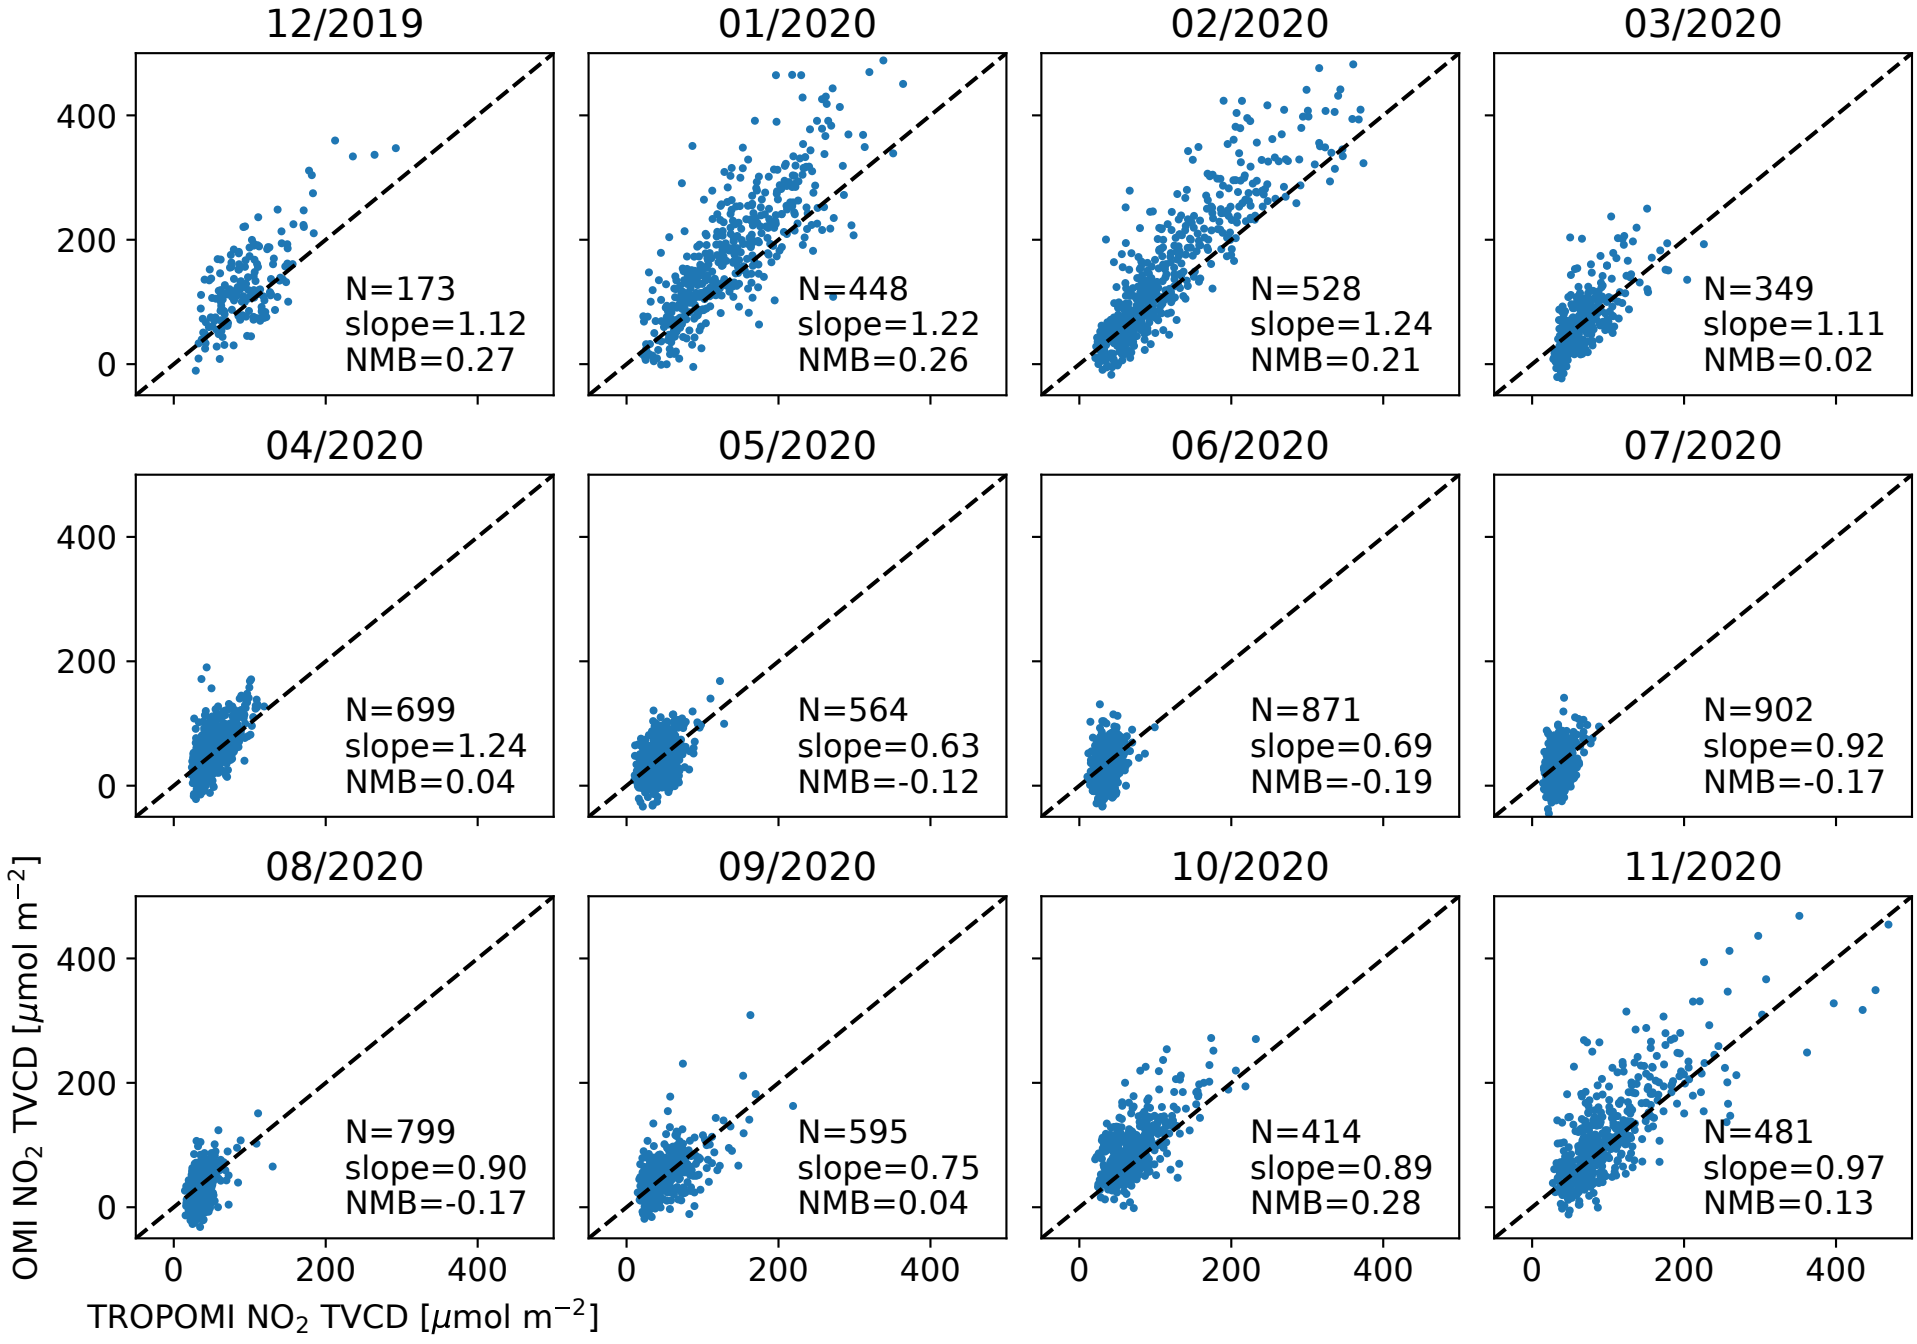 12/2019
01/2020
02/2020
03/2020
400
200
0
N=173
slope=1.12
NMB=0.27
N=448
slope=1.22
NMB=0.26
N=528
slope=1.24
NMB=0.21
N=349
slope=1.11
NMB=0.02
04/2020
05/2020
06/2020
07/2020
400
200
0
N=699
slope=1.24
NMB=0.04
N=564
slope=0.63
NMB=-0.12
N=871
slope=0.69
NMB=-0.19
N=902
slope=0.92
NMB=-0.17
08/2020
09/2020
10/2020
11/2020
400
200
0
N=799
slope=0.90
NMB=-0.17
N=595
slope=0.75
NMB=0.04
N=414
slope=0.89
NMB=0.28
N=481
slope=0.97
NMB=0.13
0 200 400
0 200 400
0 200 400
0 200 400
OMI NO₂ TVCD [μmol m⁻²]
TROPOMI NO₂ TVCD [μmol m⁻²]